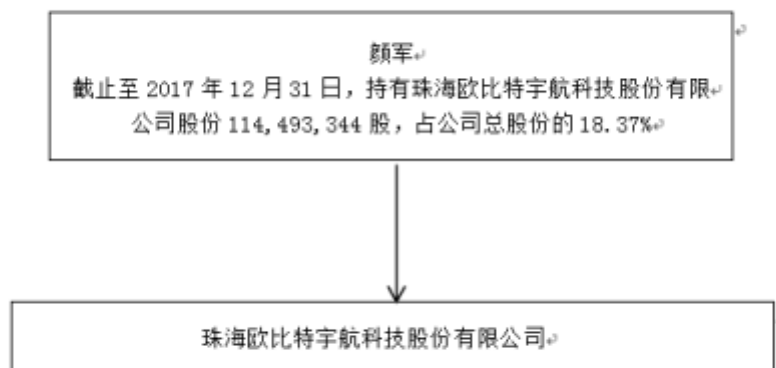 颜军
截止至 2017 年 12 月 31 日，持有珠海欧比特宇航科技股份有限
公司股份 114,493,344 股，占公司总股份的 18.37%
珠海欧比特宇航科技股份有限公司